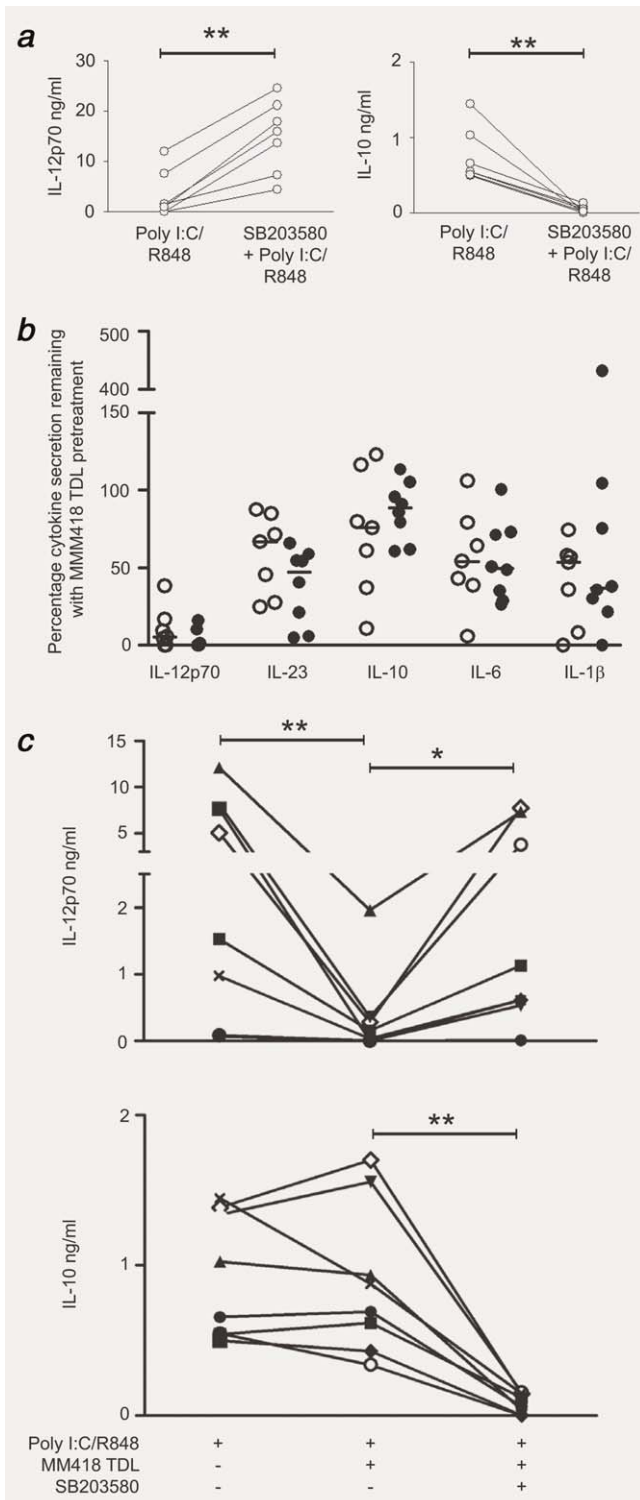 a
**
30
20
10
0
IL-12p70 ng/ml
Poly I:C/
R848
SB203580
+ Poly I:C/
R848
**
2
1
0
IL-10 ng/ml
Poly I:C/
R848
SB203580
+ Poly I:C/
R848
b
Percentage cytokine secretion remaining
with MMM418 TDL pretreatment
500
400
150
100
50
0
IL-12p70
IL-23
IL-10
IL-6
IL-1β
c
**
*
15
10
5
2
1
0
IL-12p70 ng/ml
**
2
1
0
IL-10 ng/ml
Poly I:C/R848 + + +
MM418 TDL - + +
SB203580 - - +